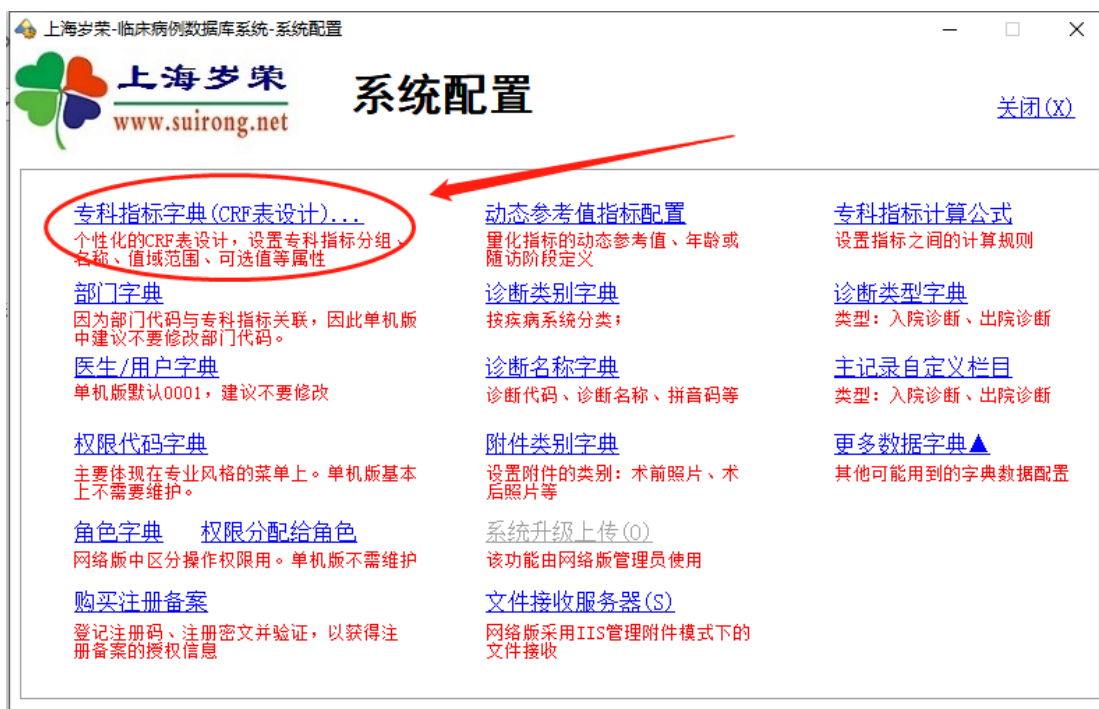 上海岁荣-临床病例数据库系统-系统配置
上海岁荣
www.suirong.net
系统配置
关闭(X)
专科指标字典(CRF表设计)...
个性化的CRF表设计，设置专科指标分组、
名称、值域范围、可选值等属性
动态参考值指标配置
量化指标的动态参考值、年龄或
随访阶段定义
专科指标计算公式
设置指标之间的计算规则
部门字典
因为部门代码与专科指标关联，因此单机版
中建议不要修改部门代码。
诊断类别字典
按疾病系统分类；
诊断类型字典
类型：入院诊断、出院诊断
医生/用户字典
单机版默认0001，建议不要修改
诊断名称字典
诊断代码、诊断名称、拼音码等
主记录自定义栏目
类型：入院诊断、出院诊断
权限代码字典
主要体现在专业风格的菜单上。单机版基本
上不需要维护。
附件类别字典
设置附件的类别：术前照片、术
后照片等
更多数据字典▲
其他可能用到的字典数据配置
角色字典 权限分配给角色
网络版中区分操作权限用。单机版不需维护
系统升级上传(O)
该功能由网络版管理员使用
购买注册备案
登记注册码、注册密文并验证，以获得注
册备案的授权信息
文件接收服务器(S)
网络版采用IIS管理附件模式下的
文件接收